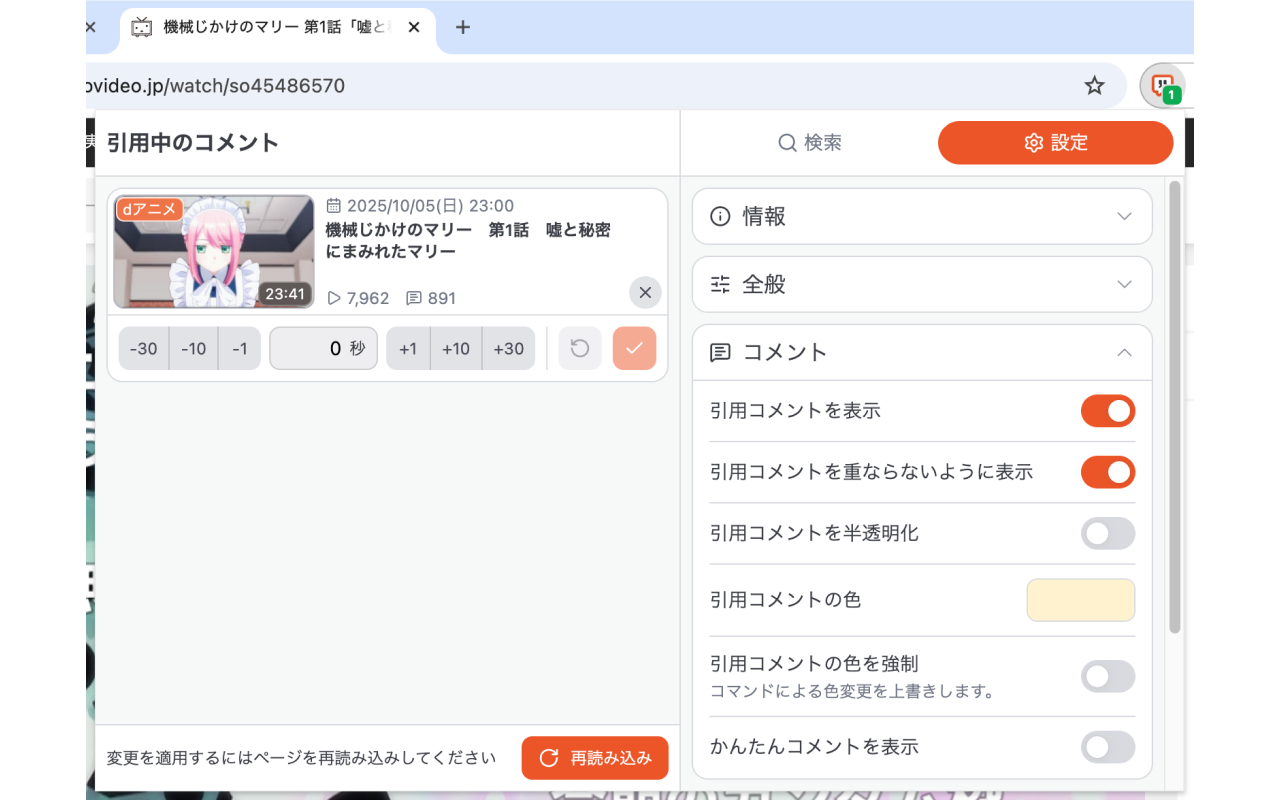 機械じかけのマリー 第1話「嘘と
ovideo.jp/watch/so45486570
1
引用中のコメント
検索
設定
dアニメ
23:41
2025/10/05(日) 23:00
機械じかけのマリー　第1話　嘘と秘密
にまみれたマリー
7,962
891
-30
-10
-1
0 秒
+1
+10
+30
情報
全般
コメント
引用コメントを表示
引用コメントを重ならないように表示
引用コメントを半透明化
引用コメントの色
引用コメントの色を強制
コマンドによる色変更を上書きします。
かんたんコメントを表示
変更を適用するにはページを再読み込みしてください
再読み込み